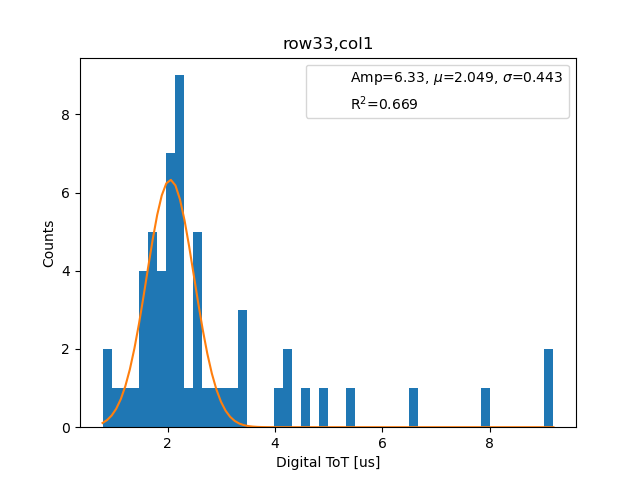 row33,col1
Amp=6.33, μ=2.049, σ=0.443
R²=0.669
Counts
8
6
4
2
0
2 4 6 8
Digital ToT [us]